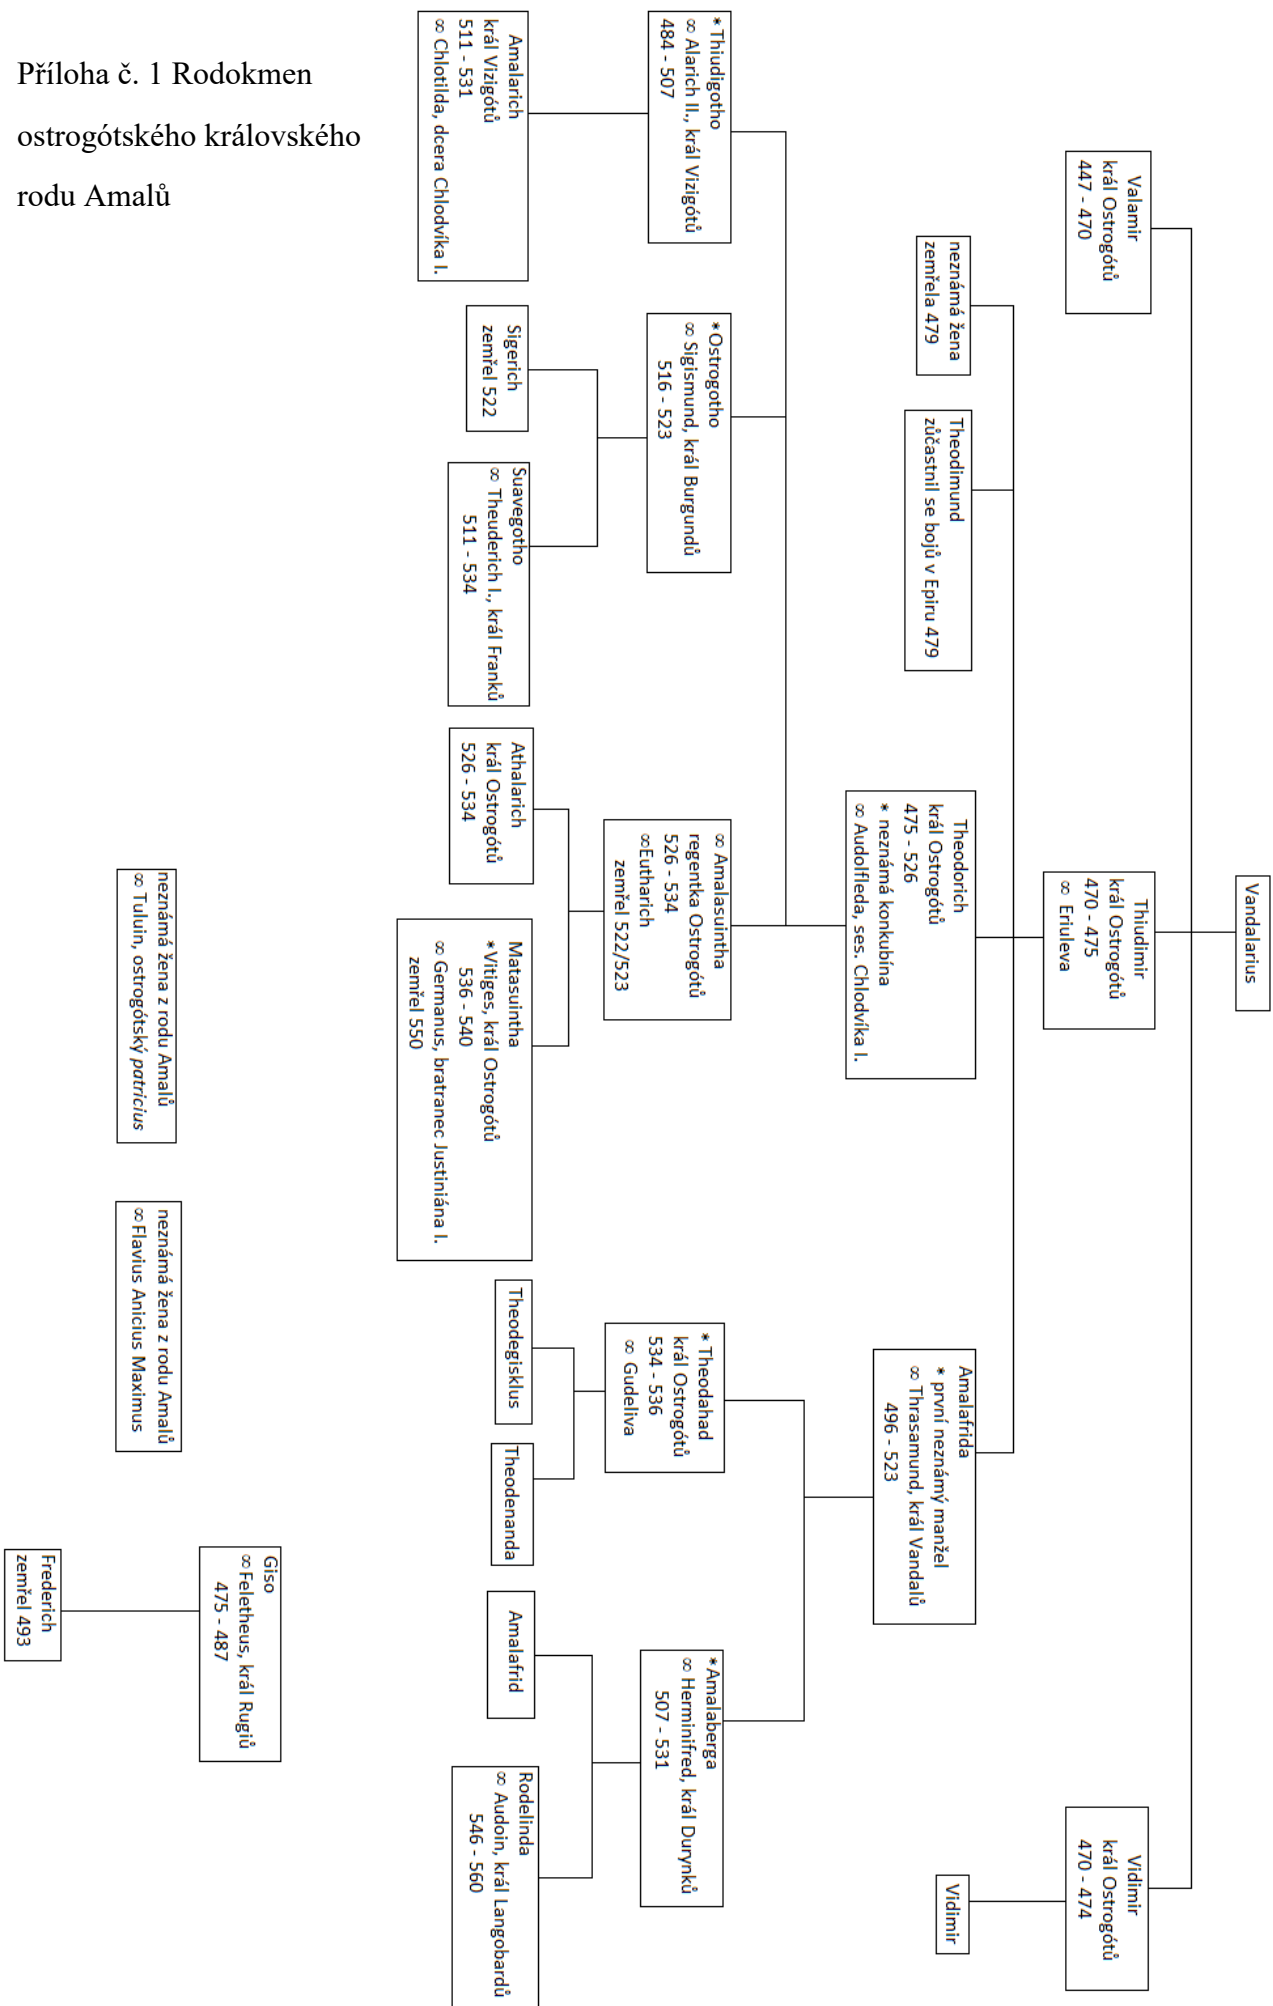 Příloha č. 1 Rodokmen
ostrogótského královského
rodu Amalů
Vandalarius
Valamir
král Ostrogótů
447 - 470
Thiudimir
král Ostrogótů
470 - 475
∞ Eriuleva
Vidimir
král Ostrogótů
470 - 474
neznámá žena
zemřela 479
Theodimund
zůčastnil se bojů v Epiru 479
Theodorich
král Ostrogótů
475 - 526
* neznámá konkubína
∞ Audolfleda, ses. Chlodvíka I.
Amalafrida
* první neznámý manžel
∞ Thrasamund, král Vandalů
496 - 523
Vidimir
*Thiudigotho
∞ Alarich II., král Vizigótů
484 - 507
*Ostrogotho
∞ Sigismund, král Burgundů
516 - 523
∞ Amalasuintha
regentka Ostrogótů
526 - 534
∞Eutharich
zemřel 522/523
* Theodahad
král Ostrogótů
534 - 536
∞ Gudeliva
*Amalaberga
∞ Herminifred, král Durynků
507 - 531
Amalarich
král Vizigótů
511 - 531
∞ Chlotilda, dcera Chlodvíka I.
Sigerich
zemřel 522
Suavegotho
∞ Theuderich I., král Franků
511 - 534
Athalarich
král Ostrogótů
526 - 534
Matasuintha
*Vitiges, král Ostrogótů
536 - 540
∞ Germanus, bratranec Justiniána I.
zemřel 550
Theodegisklus
Theodenanda
Amalafrid
Rodelinda
∞ Audoin, král Langobardů
546 - 560
neznámá žena z rodu Amalů
∞ Tuluin, ostrogótský patricius
neznámá žena z rodu Amalů
∞Flavius Anicius Maximus
Giso
∞Feletheus, král Rugiů
475 - 487
Frederich
zemřel 493